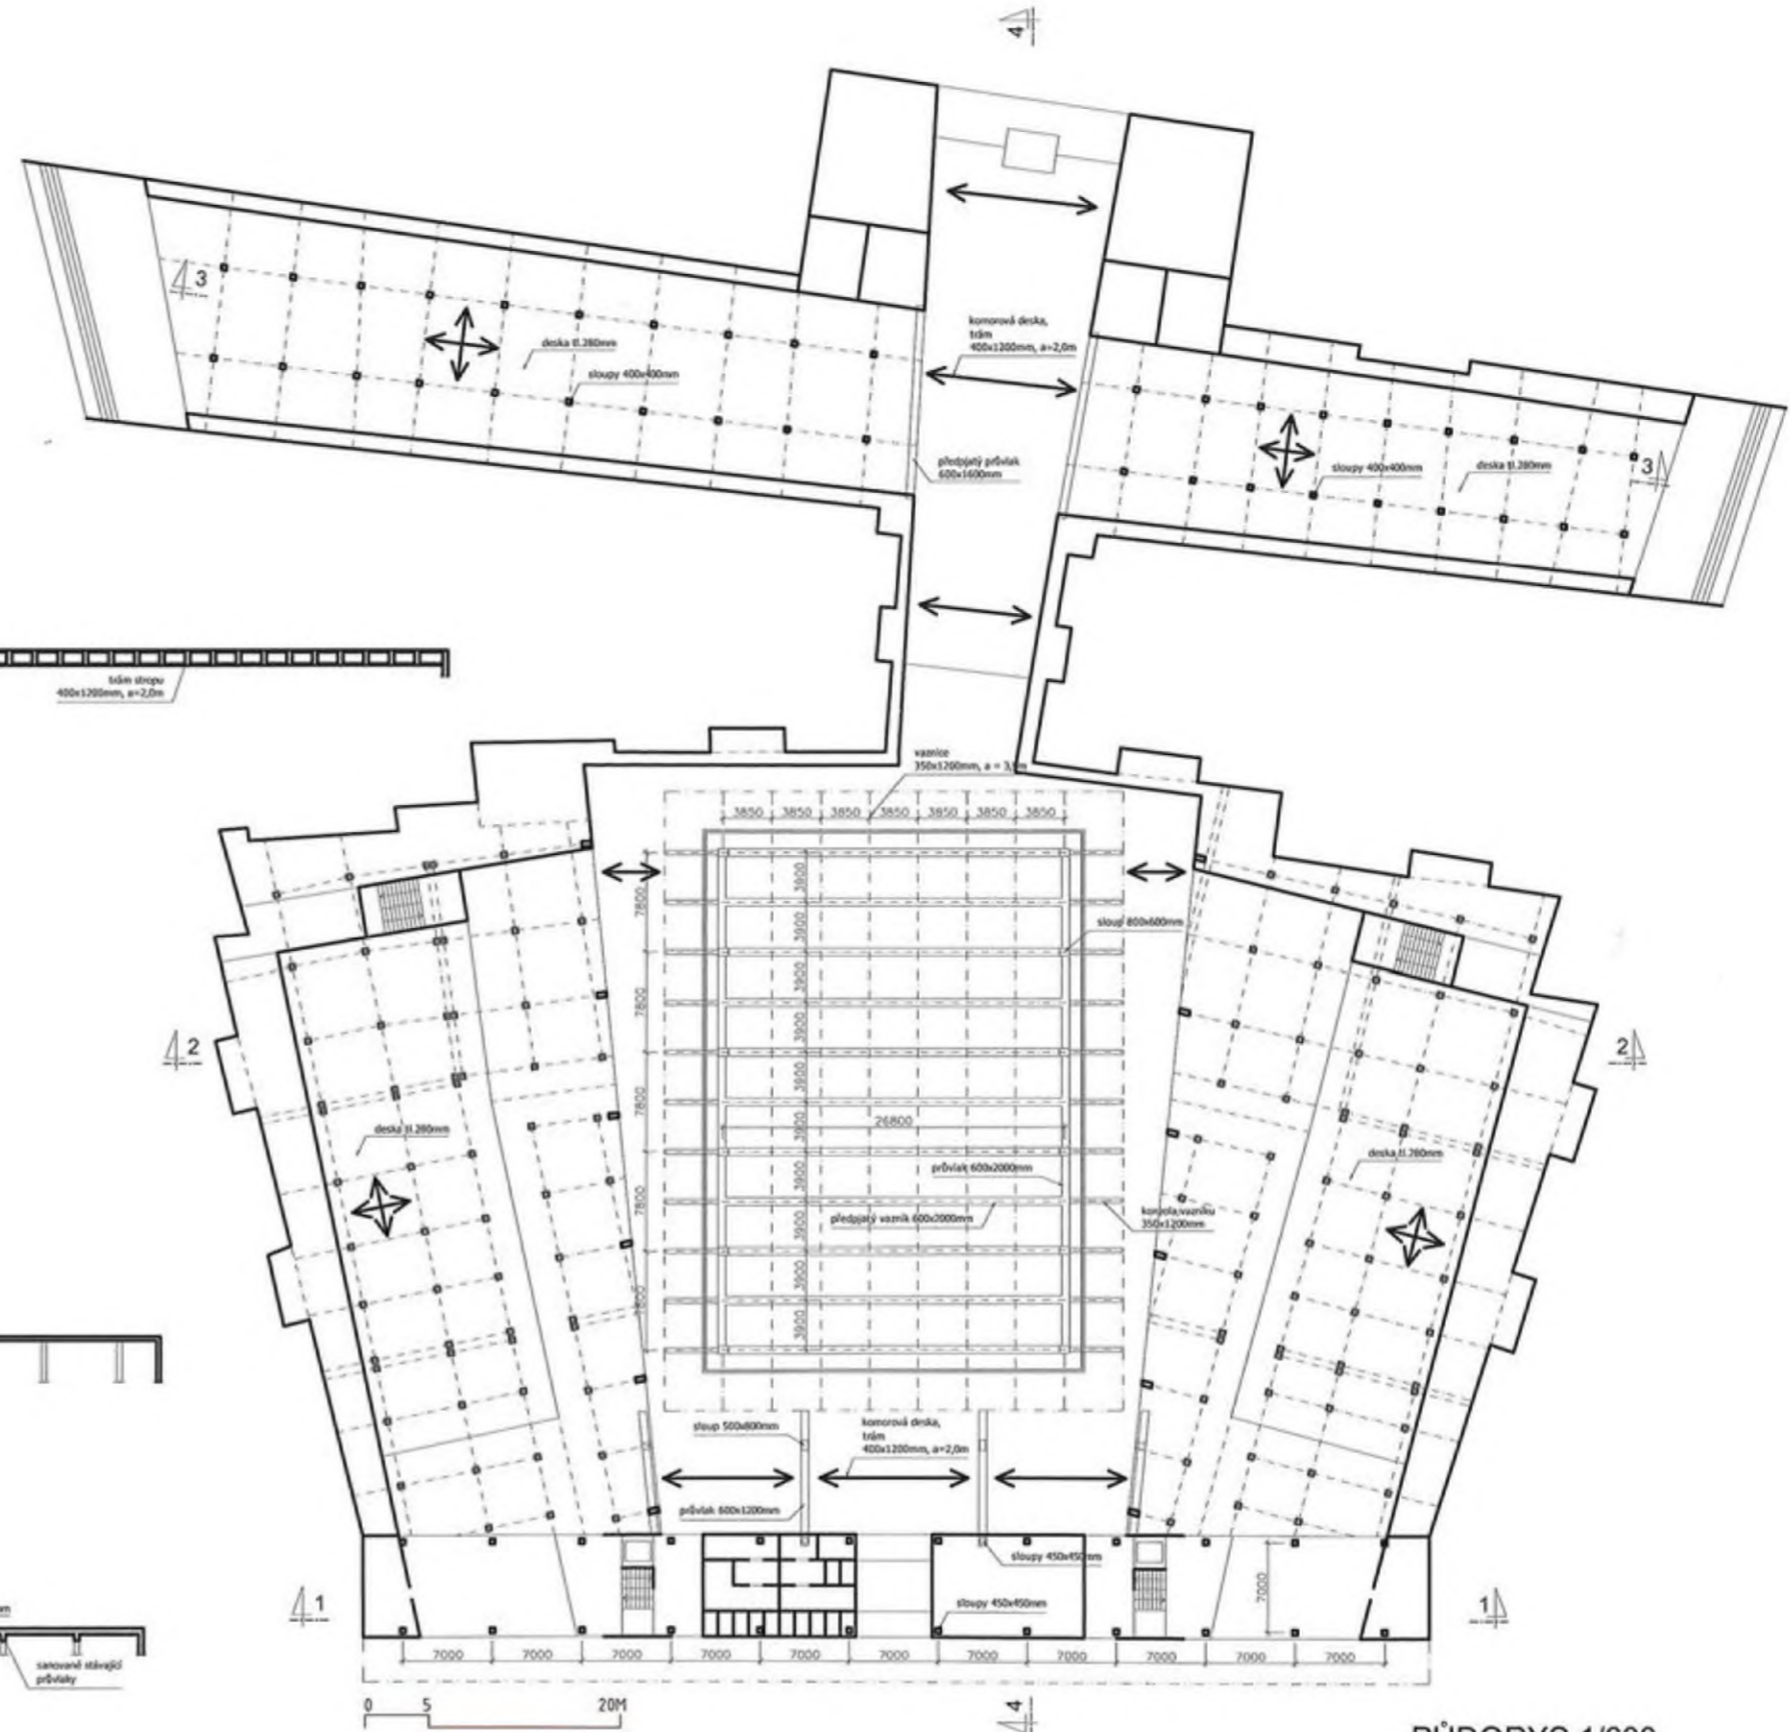 4
3
deska tl.280mm
sloupy 400x400mm
komorová deska,
trám
400x1200mm, a=2,0m
předpjatý průvlak
600x1600mm
sloupy 400x400mm
deska tl.280mm
3
trám stropu
400x1200mm, a=2,0m
vaznice
350x1200mm, a =
3850 3850 3850 3850 3850 3850 3850
7800
7800
7800
7800
7800
3900
3900
3900
3900
3900
3900
3900
3900
3900
3900
sloup 800x600mm
2
2
26800
deska tl.280mm
deska tl.280mm
průvlak 600x2000mm
předpjatý vazník 600x2000mm
konzola vazníku
350x1200mm
sloup 500x800mm
komorová deska,
trám
400x1200mm, a=2,0m
průvlak 600x1200mm
sloupy 450x450mm
sloupy 450x450mm
7000
1
1
7000 7000 7000 7000 7000 7000 7000 7000 7000 7000 7000
sanované stávající
průvlaky
0 5 20M
4